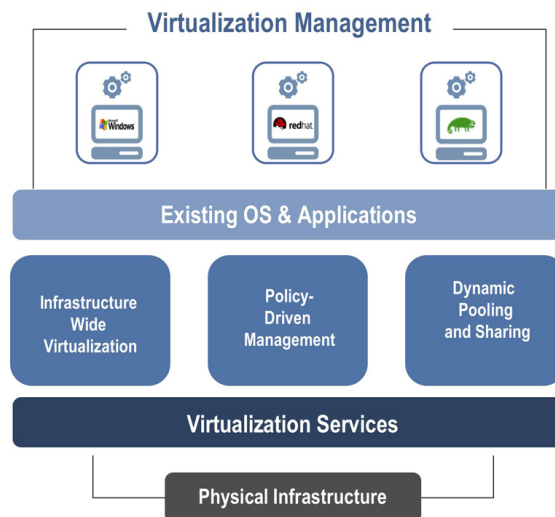 Virtualization Management
Windows
redhat
Existing OS & Applications
Infrastructure
Wide
Virtualization
Policy-
Driven
Management
Dynamic
Pooling
and Sharing
Virtualization Services
Physical Infrastructure